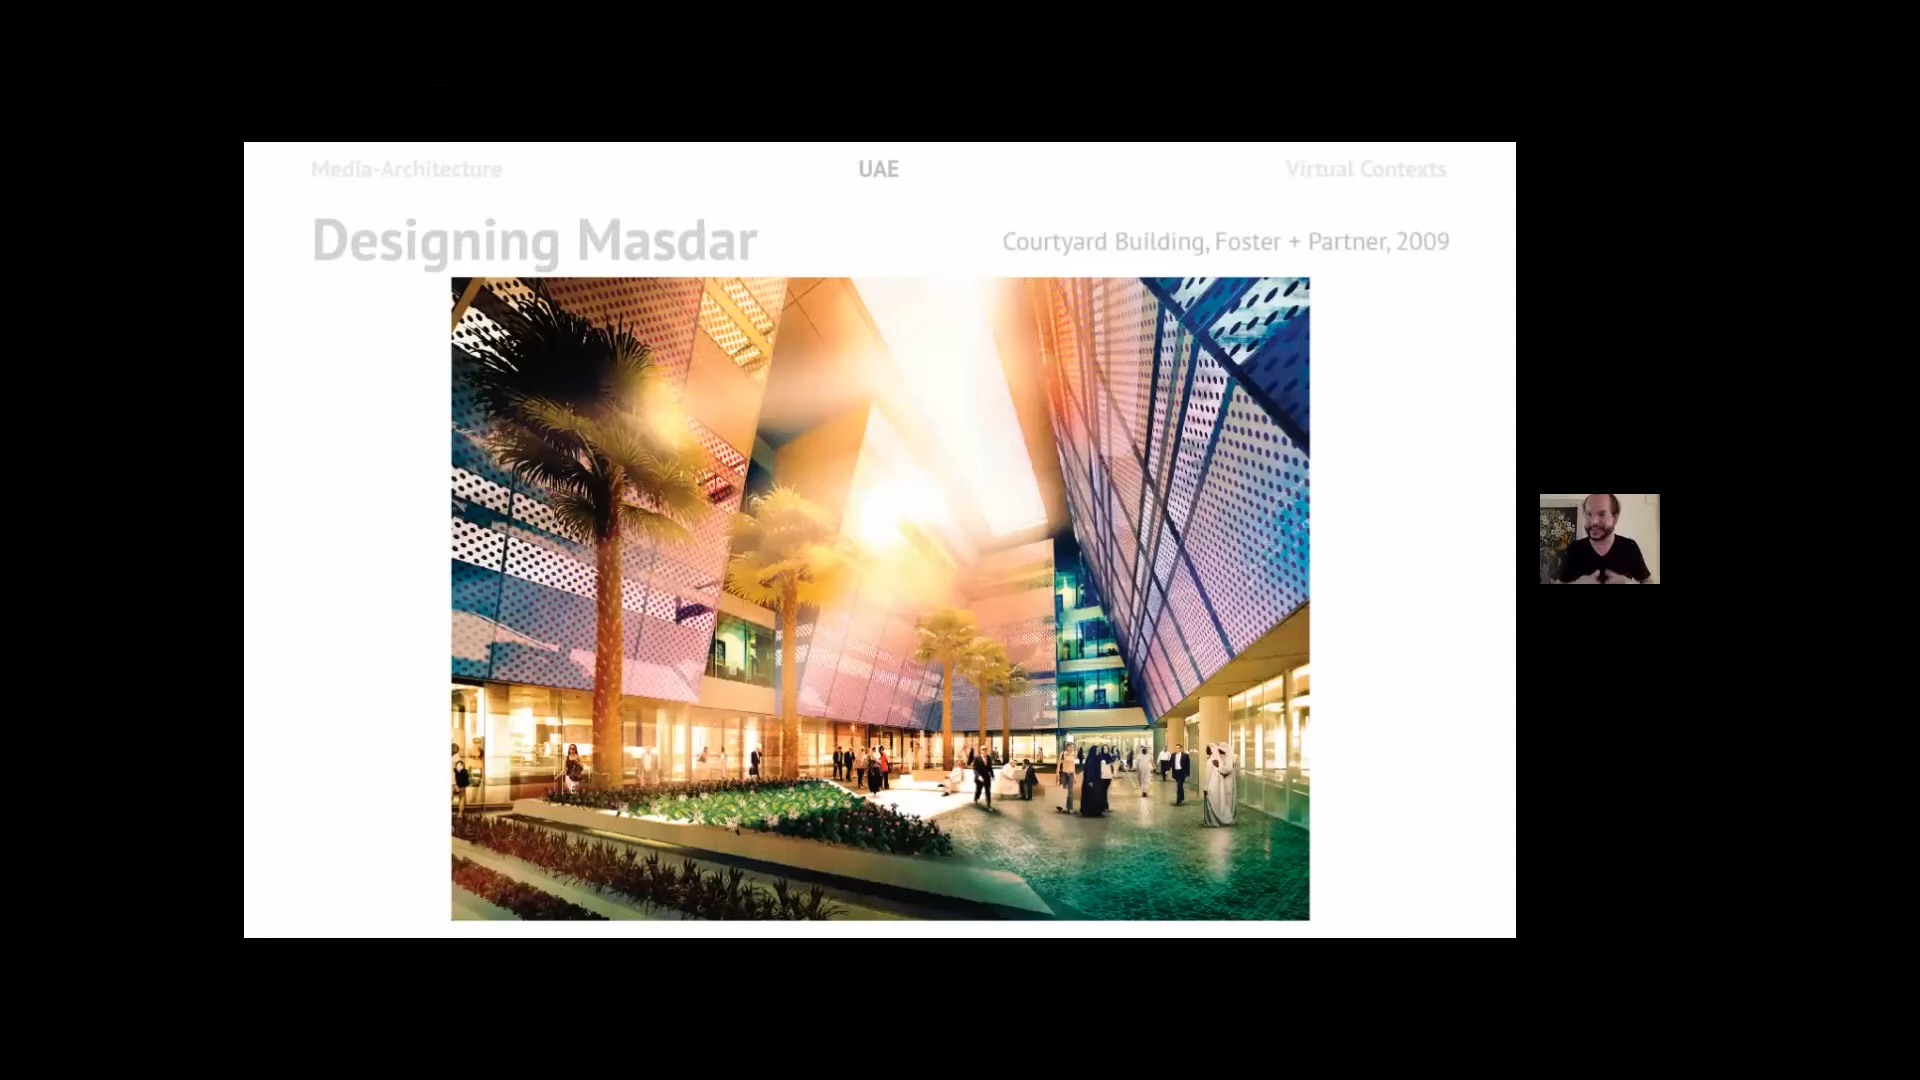 Media-Architecture
UAE
Virtual Contexts
Designing Masdar
Courtyard Building, Foster + Partner, 2009